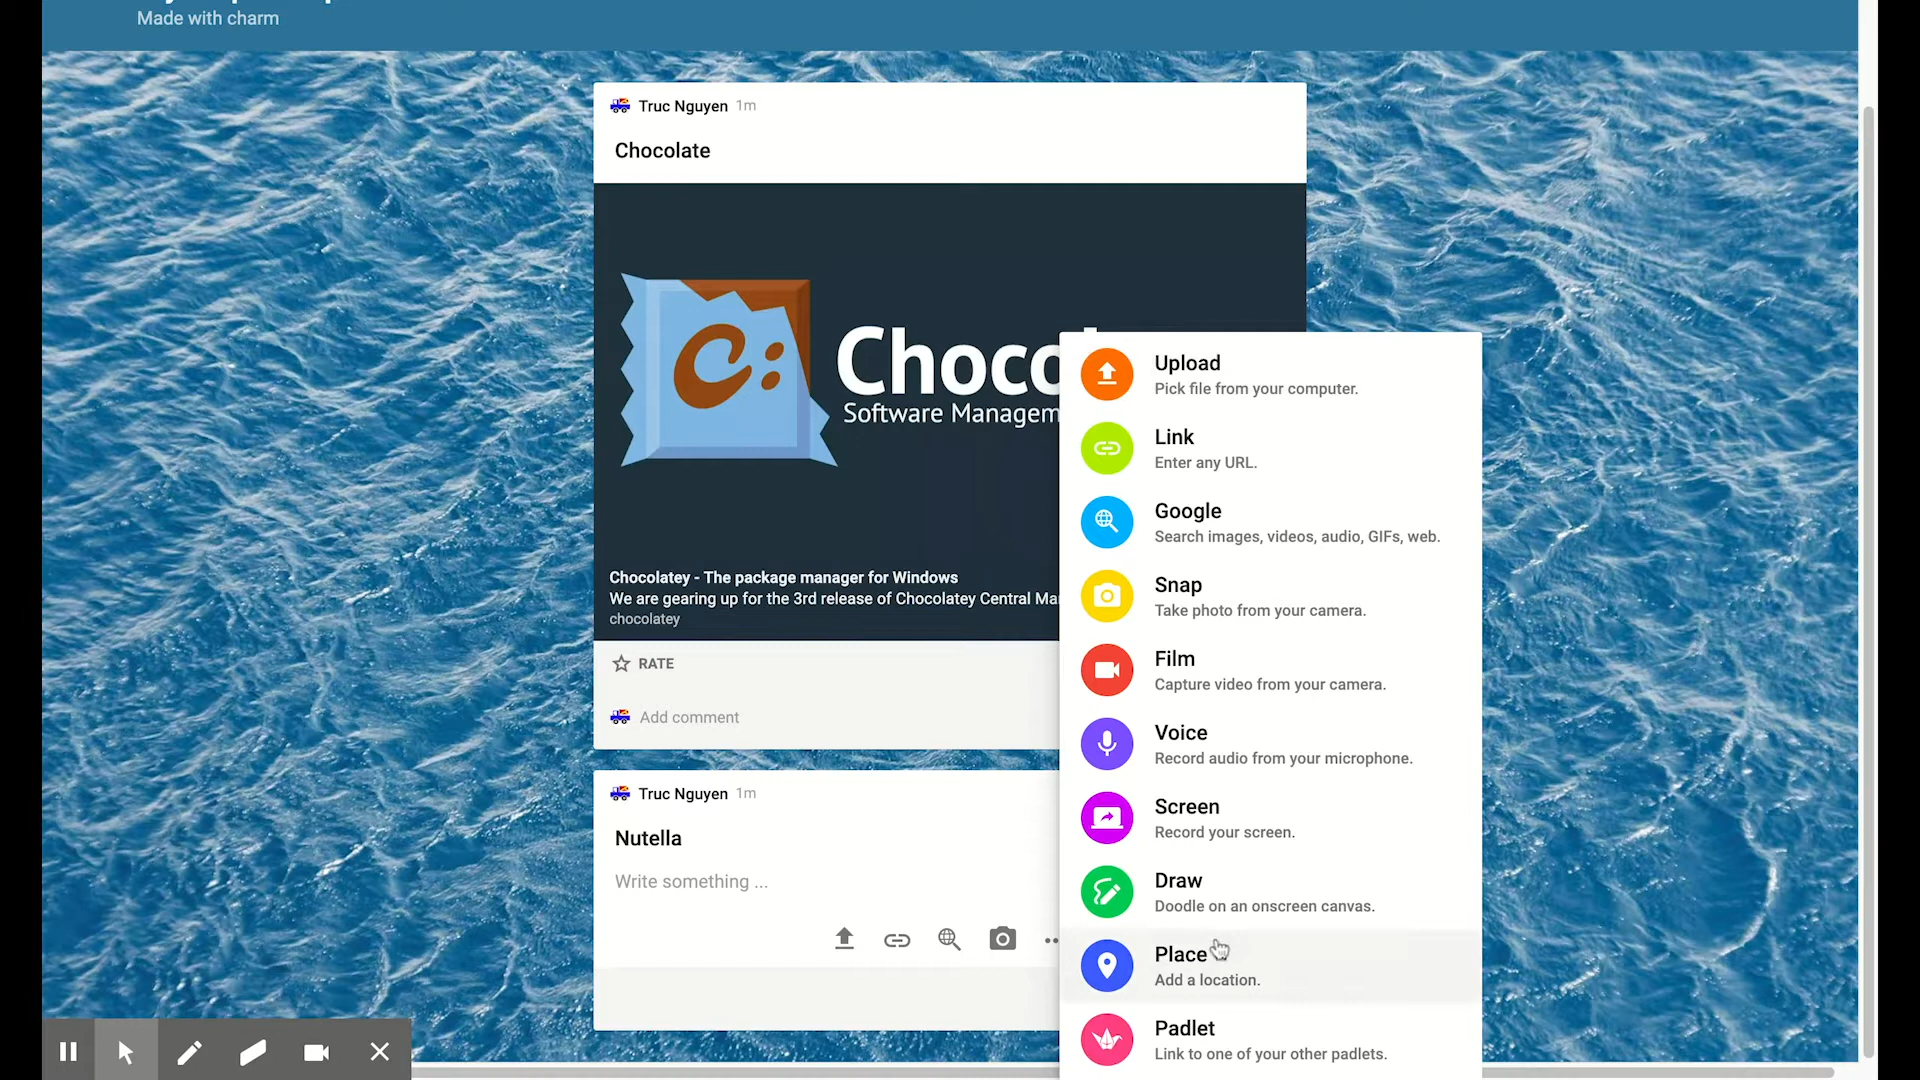 Made with charm
Truc Nguyen 1m
Chocolate
Choco
Software Managem
Chocolatey - The package manager for Windows
We are gearing up for the 3rd release of Chocolatey Central Ma
chocolatey
RATE
Add comment
Truc Nguyen 1m
Nutella
Write something ...
Upload
Pick file from your computer.
Link
Enter any URL.
Google
Search images, videos, audio, GIFs, web.
Snap
Take photo from your camera.
Film
Capture video from your camera.
Voice
Record audio from your microphone.
Screen
Record your screen.
Draw
Doodle on an onscreen canvas.
Place
Add a location.
Padlet
Link to one of your other padlets.